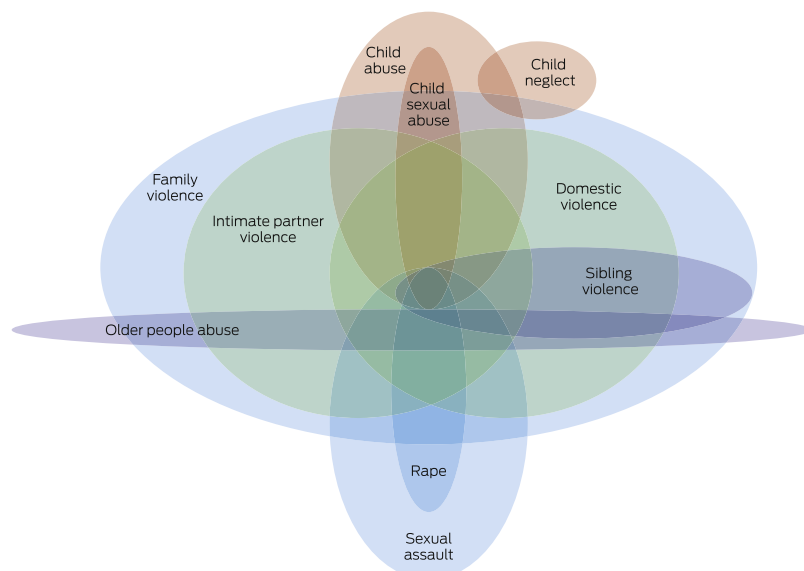 Child
abuse
Child
neglect
Child
sexual
abuse
Family
violence
Domestic
violence
Intimate partner
violence
Sibling
violence
Older people abuse
Rape
Sexual
assault